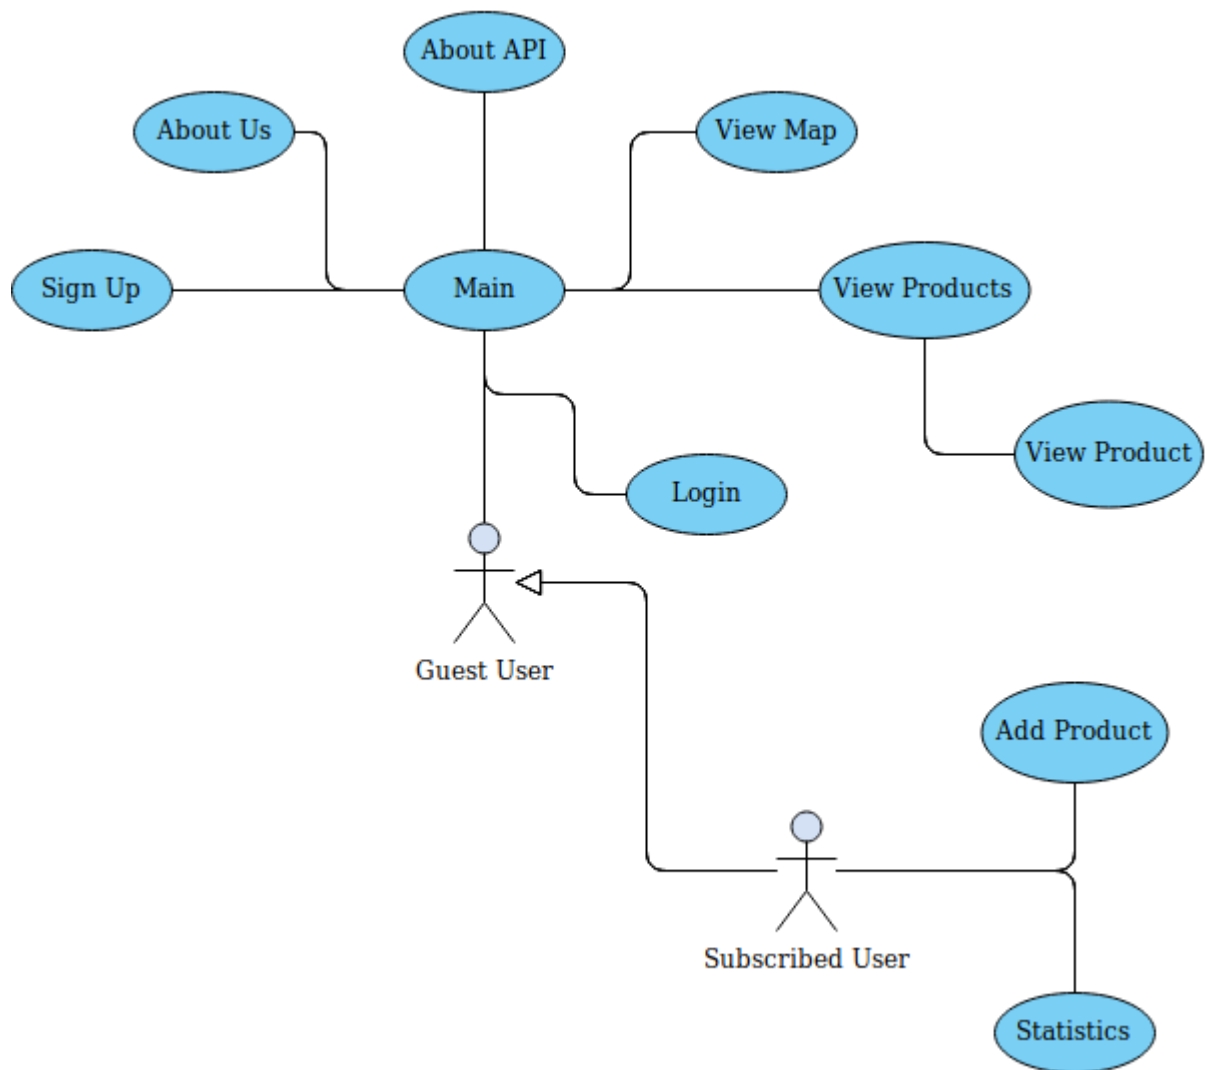 About API
About Us
View Map
Sign Up
Main
View Products
View Product
Login
Guest User
Add Product
Subscribed User
Statistics